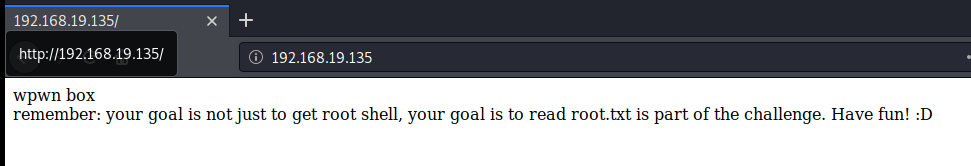 192.168.19.135/
http://192.168.19.135/
192.168.19.135
wpwn box
remember: your goal is not just to get root shell, your goal is to read root.txt is part of the challenge. Have fun! :D